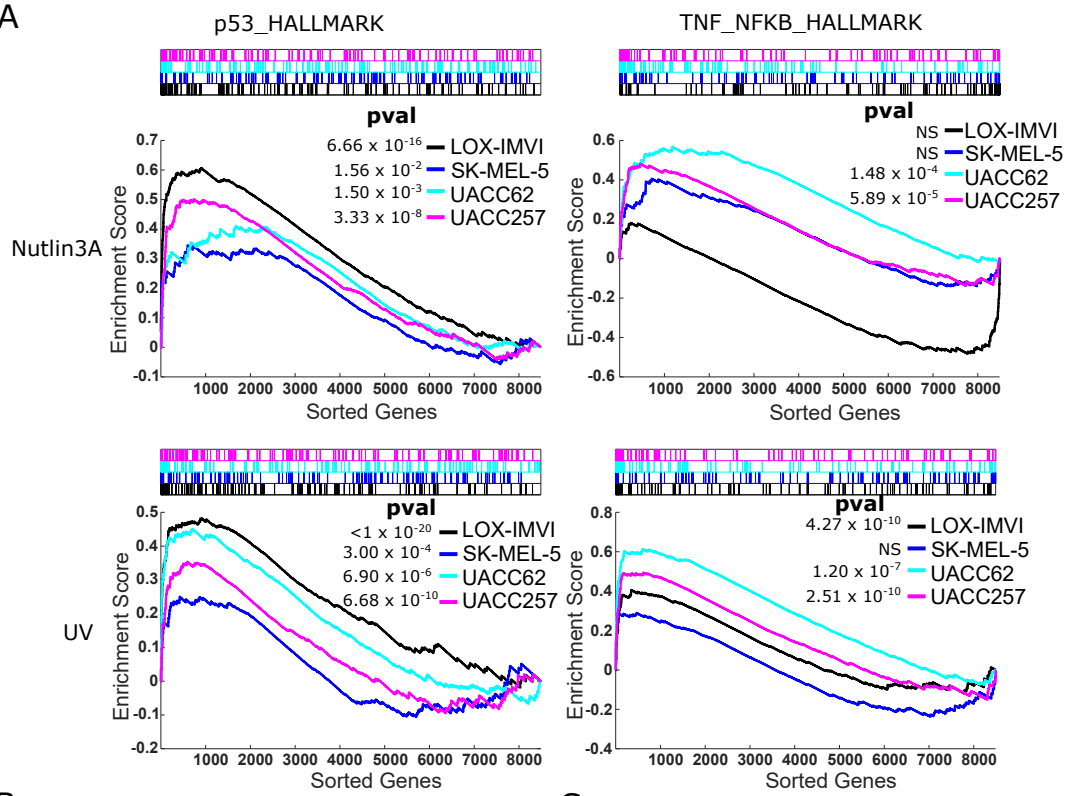 A
p53_HALLMARK
TNF_NFKB_HALLMARK
Nutlin3A
pval
6.66 x 10⁻¹⁶ LOX-IMVI
1.56 x 10⁻² SK-MEL-5
1.50 x 10⁻³ UACC62
3.33 x 10⁻⁸ UACC257
Enrichment Score
0.7
0.6
0.5
0.4
0.3
0.2
0.1
0
-0.1
1000 2000 3000 4000 5000 6000 7000 8000
Sorted Genes
pval
NS LOX-IMVI
NS SK-MEL-5
1.48 x 10⁻⁴ UACC62
5.89 x 10⁻⁵ UACC257
Enrichment Score
0.6
0.4
0.2
0
-0.2
-0.4
-0.6
1000 2000 3000 4000 5000 6000 7000 8000
Sorted Genes
UV
pval
<1 x 10⁻²⁰ LOX-IMVI
3.00 x 10⁻⁴ SK-MEL-5
6.90 x 10⁻⁶ UACC62
6.68 x 10⁻¹⁰ UACC257
Enrichment Score
0.5
0.4
0.3
0.2
0.1
0
-0.1
-0.2
1000 2000 3000 4000 5000 6000 7000 8000
Sorted Genes
pval
4.27 x 10⁻¹⁰ LOX-IMVI
NS SK-MEL-5
1.20 x 10⁻⁷ UACC62
2.51 x 10⁻¹⁰ UACC257
Enrichment Score
0.8
0.6
0.4
0.2
0
-0.2
-0.4
1000 2000 3000 4000 5000 6000 7000 8000
Sorted Genes